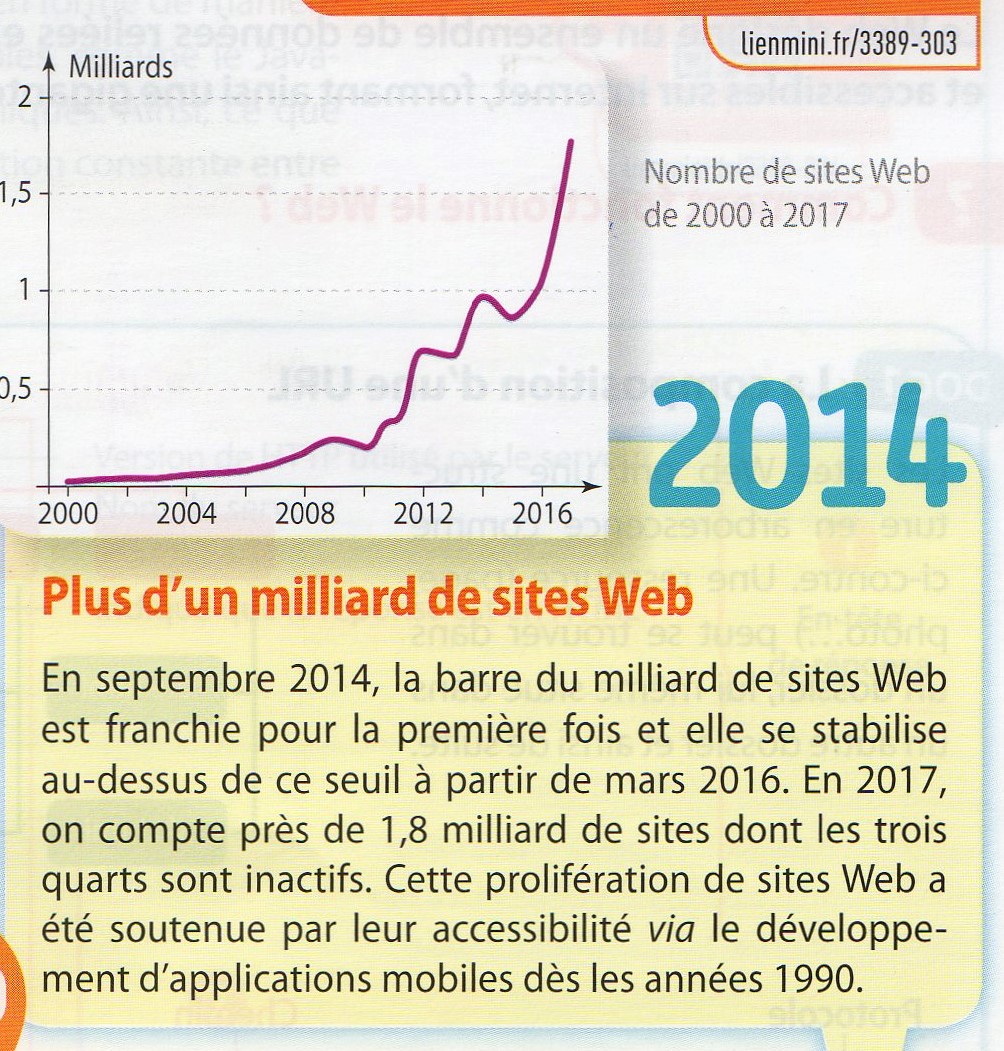 lienmini.fr/3389-303
Milliards
2
1,5
1
0,5
2000 2004 2008 2012 2016
Nombre de sites Web
de 2000 à 2017
2014
Plus d'un milliard de sites Web
En septembre 2014, la barre du milliard de sites Web
est franchie pour la première fois et elle se stabilise
au-dessus de ce seuil à partir de mars 2016. En 2017,
on compte près de 1,8 milliard de sites dont les trois
quarts sont inactifs. Cette prolifération de sites Web a
été soutenue par leur accessibilité via le développe-
ment d'applications mobiles dès les années 1990.